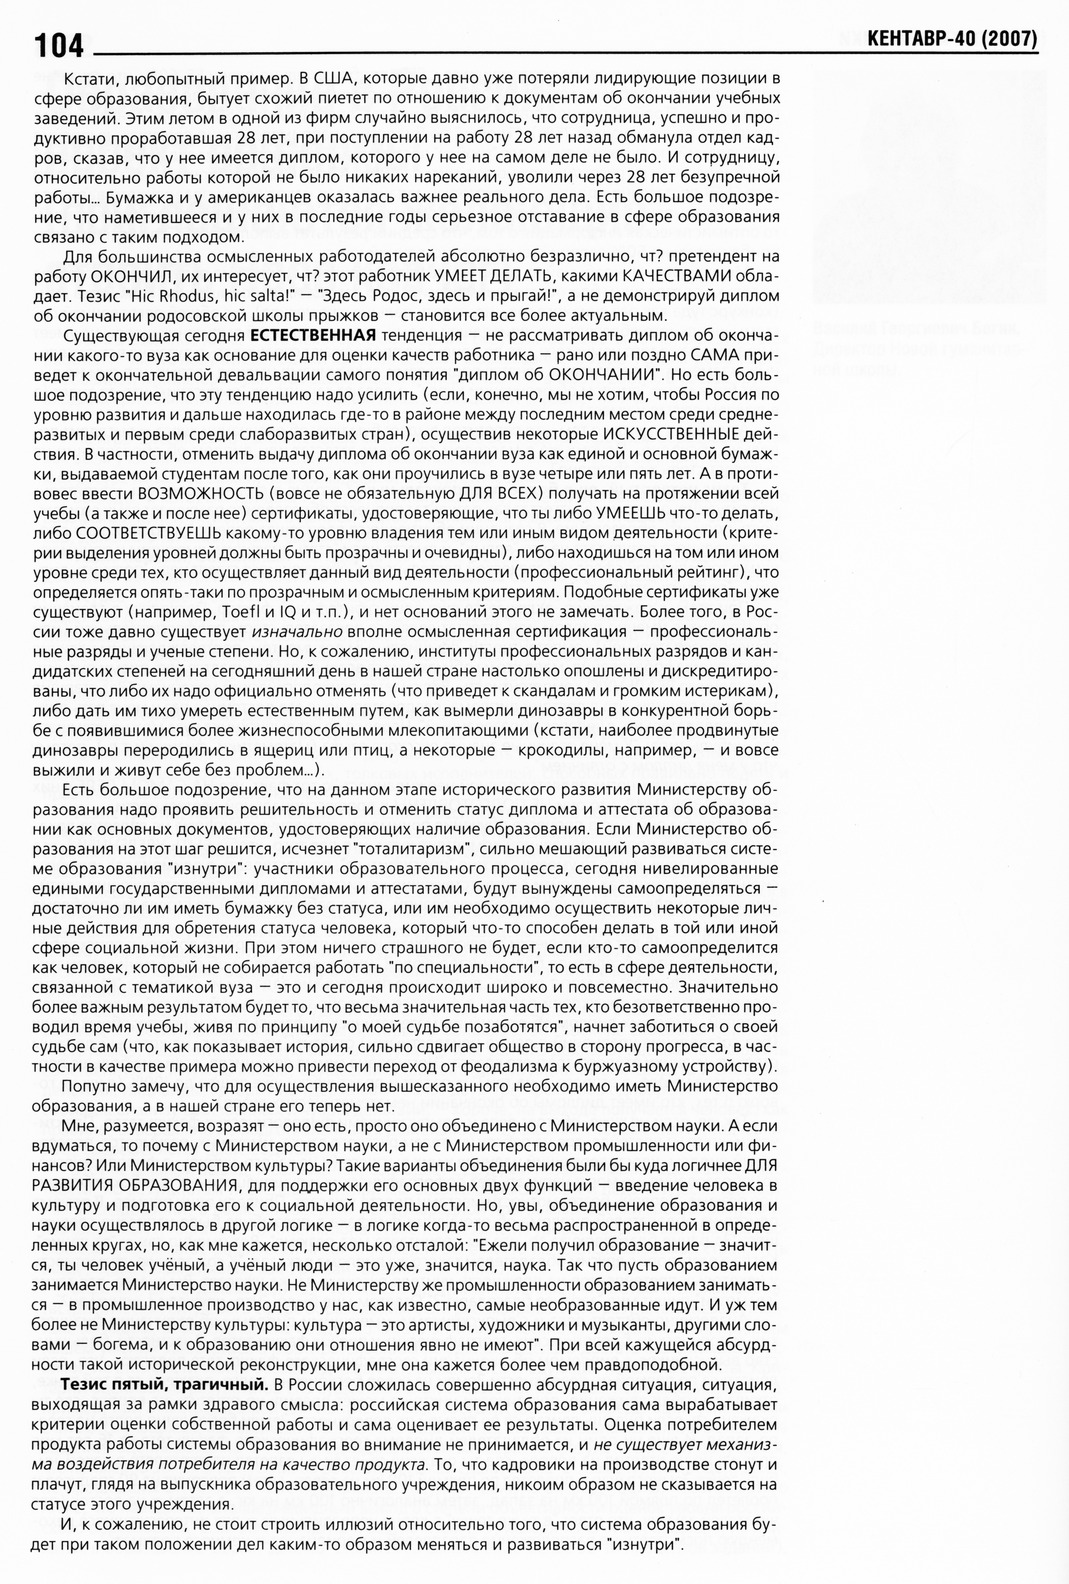 104
КЕНТАВР-40 (2007)
Кстати, любопытный пример. В США, которые давно уже потеряли лидирующие позиции в
сфере образования, бытует схожий пиетет по отношению к документам об окончании учебных
заведений. Этим летом в одной из фирм случайно выяснилось, что сотрудница, успешно и про-
дуктивно проработавшая 28 лет, при поступлении на работу 28 лет назад обманула отдел кад-
ров, сказав, что у нее имеется диплом, которого у нее на самом деле не было. И сотрудницу,
относительно работы которой не было никаких нареканий, уволили через 28 лет безупречной
работы... Бумажка и у американцев оказалась важнее реального дела. Есть большое подозре-
ние, что наметившееся и у них в последние годы серьезное отставание в сфере образования
связано с таким подходом.
Для большинства осмысленных работодателей абсолютно безразлично, чт? претендент на
работу ОКОНЧИЛ, их интересует, чт? этот работник УМЕЕТ ДЕЛАТЬ, какими КАЧЕСТВАМИ обла-
дает. Тезис "Hic Rhodus, hic salta!" — "Здесь Родос, здесь и прыгай!", а не демонстрируй диплом
об окончании родосовской школы прыжков — становится все более актуальным.
Существующая сегодня ЕСТЕСТВЕННАЯ тенденция — не рассматривать диплом об оконча-
нии какого-то вуза как основание для оценки качеств работника — рано или поздно САМА при-
ведет к окончательной девальвации самого понятия "диплом об ОКОНЧАНИИ". Но есть боль-
шое подозрение, что эту тенденцию надо усилить (если, конечно, мы не хотим, чтобы Россия по
уровню развития и дальше находилась где-то в районе между последним местом среди средне-
развитых и первым среди слаборазвитых стран), осуществив некоторые ИСКУССТВЕННЫЕ дей-
ствия. В частности, отменить выдачу диплома об окончании вуза как единой и основной бумаж-
ки, выдаваемой студентам после того, как они проучились в вузе четыре или пять лет. А в проти-
вовес ввести ВОЗМОЖНОСТЬ (вовсе не обязательную ДЛЯ ВСЕХ) получать на протяжении всей
учебы (а также и после нее) сертификаты, удостоверяющие, что ты либо УМЕЕШЬ что-то делать,
либо СООТВЕТСТВУЕШЬ какому-то уровню владения тем или иным видом деятельности (крите-
рии выделения уровней должны быть прозрачны и очевидны), либо находишься на том или ином
уровне среди тех, кто осуществляет данный вид деятельности (профессиональный рейтинг), что
определяется опять-таки по прозрачным и осмысленным критериям. Подобные сертификаты уже
существуют (например, Toefl и IQ и т.п.), и нет оснований этого не замечать. Более того, в Рос-
сии тоже давно существует изначально вполне осмысленная сертификация — профессиональ-
ные разряды и ученые степени. Но, к сожалению, институты профессиональных разрядов и кан-
дидатских степеней на сегодняшний день в нашей стране настолько опошлены и дискредитиро-
ваны, что либо их надо официально отменять (что приведет к скандалам и громким истерикам),
либо дать им тихо умереть естественным путем, как вымерли динозавры в конкурентной борь-
бе с появившимися более жизнеспособными млекопитающими (кстати, наиболее продвинутые
динозавры переродились в ящериц или птиц, а некоторые — крокодилы, например, — и вовсе
выжили и живут себе без проблем...).
Есть большое подозрение, что на данном этапе исторического развития Министерству об-
разования надо проявить решительность и отменить статус диплома и аттестата об образова-
нии как основных документов, удостоверяющих наличие образования. Если Министерство об-
разования на этот шаг решится, исчезнет "тоталитаризм", сильно мешающий развиваться систе-
ме образования "изнутри": участники образовательного процесса, сегодня нивелированные
едиными государственными дипломами и аттестатами, будут вынуждены самоопределяться —
достаточно ли им иметь бумажку без статуса, или им необходимо осуществить некоторые лич-
ные действия для обретения статуса человека, который что-то способен делать в той или иной
сфере социальной жизни. При этом ничего страшного не будет, если кто-то самоопределится
как человек, который не собирается работать "по специальности", то есть в сфере деятельности,
связанной с тематикой вуза — это и сегодня происходит широко и повсеместно. Значительно
более важным результатом будет то, что весьма значительная часть тех, кто безответственно про-
водил время учебы, живя по принципу "о моей судьбе позаботятся", начнет заботиться о своей
судьбе сам (что, как показывает история, сильно сдвигает общество в сторону прогресса, в час-
тности в качестве примера можно привести переход от феодализма к буржуазному устройству).
Попутно замечу, что для осуществления вышесказанного необходимо иметь Министерство
образования, а в нашей стране его теперь нет.
Мне, разумеется, возразят — оно есть, просто оно объединено с Министерством науки. А если
вдуматься, то почему с Министерством науки, а не с Министерством промышленности или фи-
нансов? Или Министерством культуры? Такие варианты объединения были бы куда логичнее ДЛЯ
РАЗВИТИЯ ОБРАЗОВАНИЯ, для поддержки его основных двух функций — введение человека в
культуру и подготовка его к социальной деятельности. Но, увы, объединение образования и
науки осуществлялось в другой логике — в логике когда-то весьма распространенной в опреде-
ленных кругах, но, как мне кажется, несколько отсталой: "Ежели получил образование — значит-
ся, ты человек учёный, а учёный люди — это уже, значится, наука. Так что пусть образованием
занимается Министерство науки. Не Министерству же промышленности образованием занимать-
ся — в промышленное производство у нас, как известно, самые необразованные идут. И уж тем
более не Министерству культуры: культура — это артисты, художники и музыканты, другими сло-
вами — богема, и к образованию они отношения явно не имеют". При всей кажущейся абсурд-
ности такой исторической реконструкции, мне она кажется более чем правдоподобной.
Тезис пятый, трагичный. В России сложилась совершенно абсурдная ситуация, ситуация,
выходящая за рамки здравого смысла: российская система образования сама вырабатывает
критерии оценки собственной работы и сама оценивает ее результаты. Оценка потребителем
продукта работы системы образования во внимание не принимается, и не существует механиз-
ма воздействия потребителя на качество продукта. То, что кадровики на производстве стонут и
плачут, глядя на выпускника образовательного учреждения, никоим образом не сказывается на
статусе этого учреждения.
И, к сожалению, не стоит строить иллюзий относительно того, что система образования бу-
дет при таком положении дел каким-то образом меняться и развиваться "изнутри".